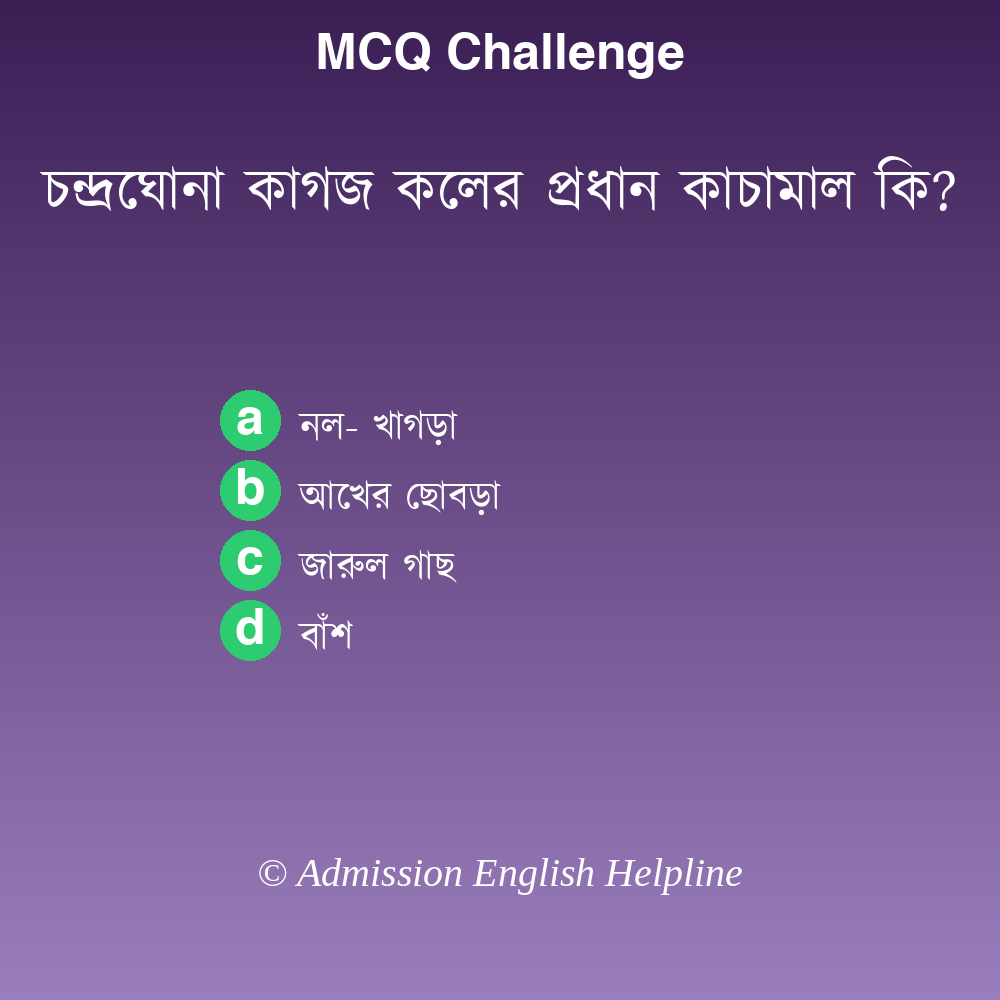 MCQ Challenge
চন্দ্রঘোনা কাগজ কলের প্রধান কাচামাল কি?
a নল- খাগড়া
b আখের ছোবড়া
c জারুল গাছ
d বাঁশ
© Admission English Helpline